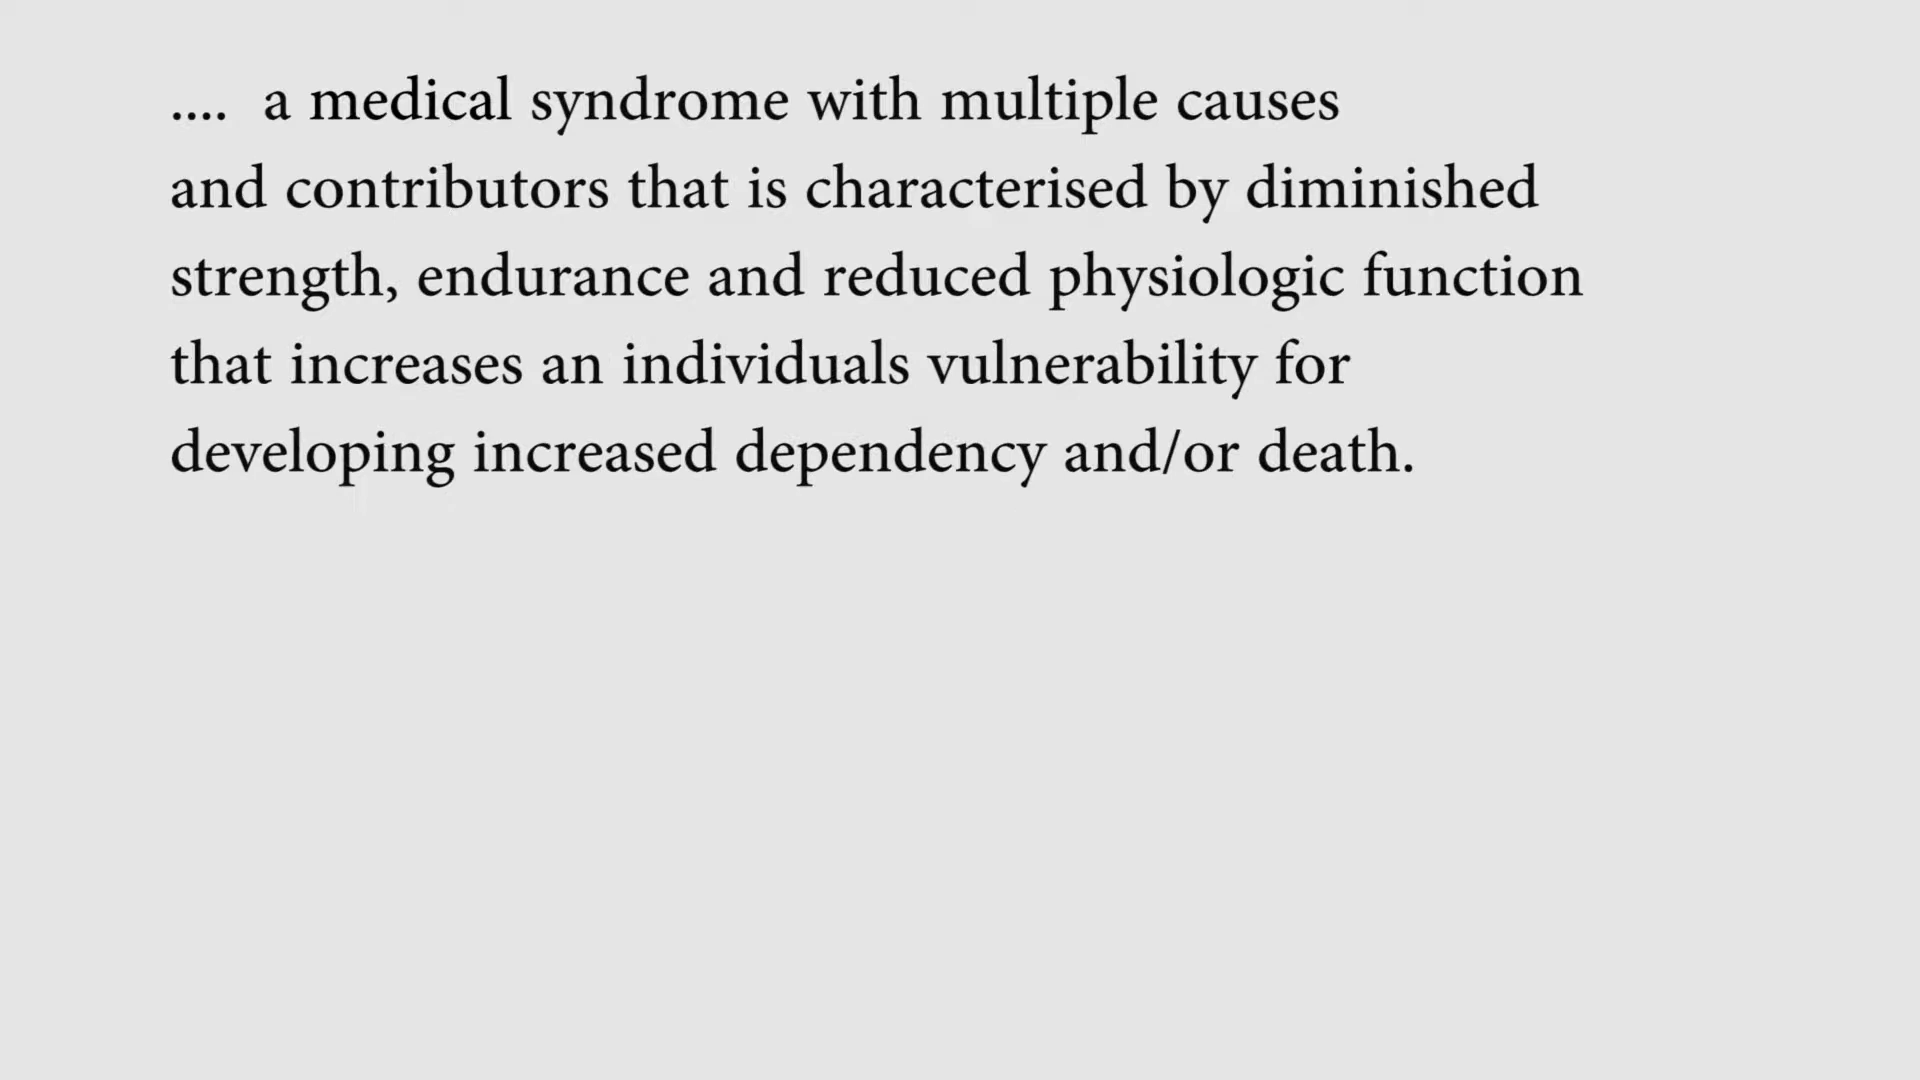 .... a medical syndrome with multiple causes
and contributors that is characterised by diminished
strength, endurance and reduced physiologic function
that increases an individuals vulnerability for
developing increased dependency and/or death.